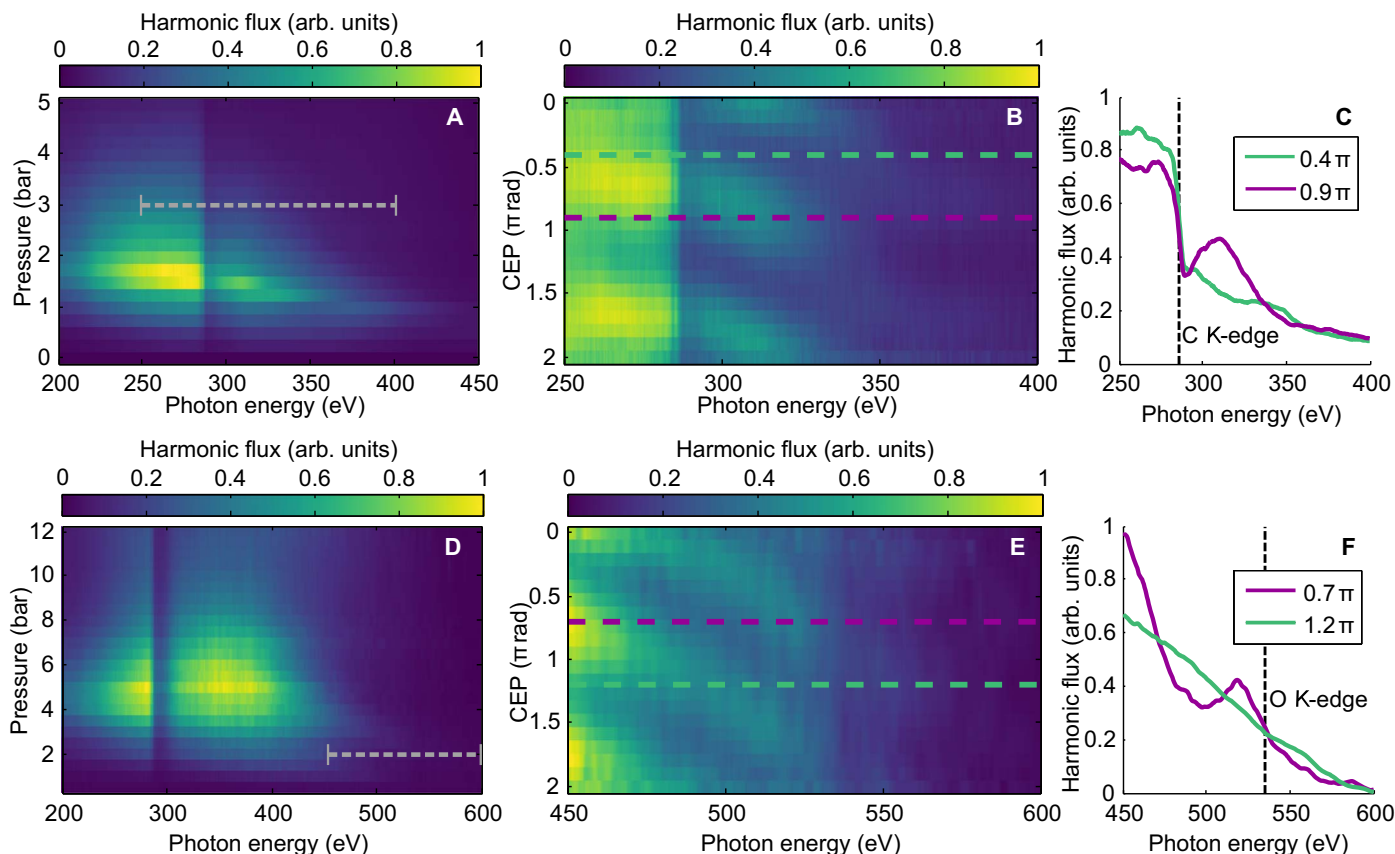 Harmonic flux (arb. units)
0 0.2 0.4 0.6 0.8 1
A
Pressure (bar)
5
4
3
2
1
0
200 250 300 350 400 450
Photon energy (eV)
Harmonic flux (arb. units)
0 0.2 0.4 0.6 0.8 1
B
CEP (π rad)
0
0.5
1
1.5
2
250 300 350 400
Photon energy (eV)
C
Harmonic flux (arb. units)
1
0.8
0.6
0.4
0.2
0
0.4 π
0.9 π
C K-edge
250 300 350 400
Photon energy (eV)
Harmonic flux (arb. units)
0 0.2 0.4 0.6 0.8 1
D
Pressure (bar)
12
10
8
6
4
2
200 300 400 500 600
Photon energy (eV)
Harmonic flux (arb. units)
0 0.2 0.4 0.6 0.8 1
E
CEP (π rad)
0
0.5
1
1.5
2
450 500 550 600
Photon energy (eV)
F
Harmonic flux (arb. units)
1
0.8
0.6
0.4
0.2
0
0.7 π
1.2 π
O K-edge
450 500 550 600
Photon energy (eV)